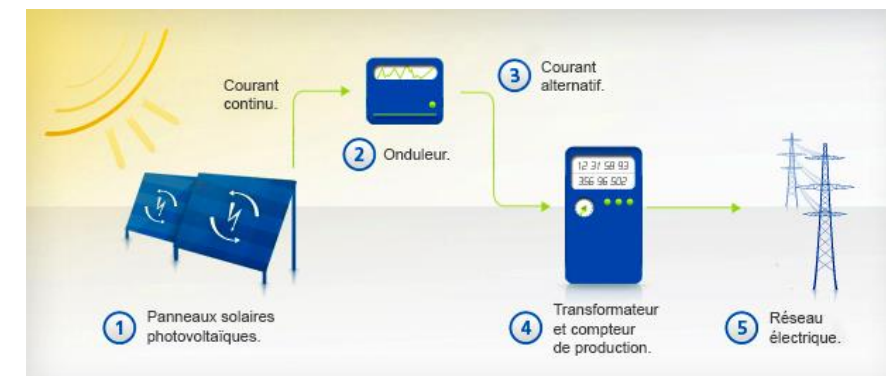 Courant
continu.
3 Courant
alternatif.
2 Onduleur.
12 31 58 93
356 96 502
1 Panneaux solaires
photovoltaïques.
4 Transformateur
et compteur
de production.
5 Réseau
électrique.